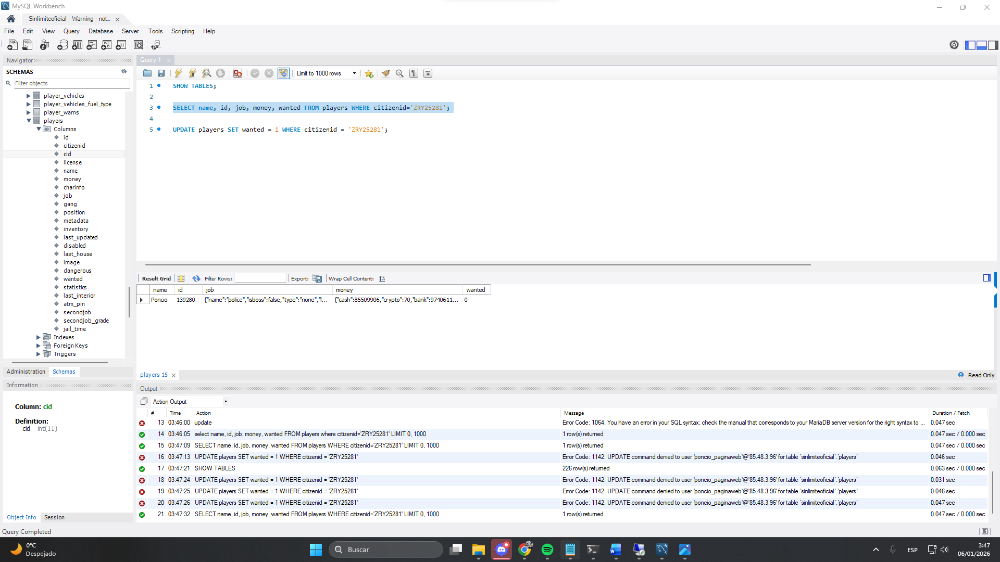 MySQL Workbench
Sinlimiteoficial - Warning - not...
File Edit View Query Database Server Tools Scripting Help
Navigator
SCHEMAS
Filter objects
player_vehicles
player_vehicles_fuel_type
player_warns
players
Columns
id
citizenid
cid
license
name
money
charinfo
job
gang
position
metadata
inventory
last_updated
disabled
last_house
image
dangerous
wanted
statistics
last_interior
atm_pin
secondjob
secondjob_grade
jail_time
Indexes
Foreign Keys
Triggers
Administration Schemas
Information
Column: cid
Definition:
cid int(11)
Object Info Session
Query 1
Limit to 1000 rows
1 SHOW TABLES;
2
3 SELECT name, id, job, money, wanted FROM players WHERE citizenid='ZRY25281';
4
5 UPDATE players SET wanted = 1 WHERE citizenid = 'ZRY25281';
Result Grid Filter Rows: Export: Wrap Cell Content:
name id job money wanted
Poncio 139280 {"name":"police","isboss":false,"type":"none","l... {"cash":85509906,"crypto":70,"bank":9740611... 0
players 15 Read Only
Output
Action Output
# Time Action Message Duration / Fetch
13 03:46:00 update Error Code: 1064. You have an error in your SQL syntax; check the manual that corresponds to your MariaDB server version for the right syntax to ... 0.047 sec
14 03:46:05 select name, id, job, money, wanted FROM players where citizenid='ZRY25281' LIMIT 0, 1000 1 row(s) returned 0.047 sec / 0.000 sec
15 03:47:09 SELECT name, id, job, money, wanted FROM players WHERE citizenid='ZRY25281' LIMIT 0, 1000 1 row(s) returned 0.047 sec / 0.000 sec
16 03:47:13 UPDATE players SET wanted = 1 WHERE citizenid = 'ZRY25281' Error Code: 1142. UPDATE command denied to user 'poncio_paginaweb'@'85.48.3.96' for table `sinlimiteoficial`.`players` 0.046 sec
17 03:47:21 SHOW TABLES 226 row(s) returned 0.063 sec / 0.000 sec
18 03:47:24 UPDATE players SET wanted = 1 WHERE citizenid = 'ZRY25281' Error Code: 1142. UPDATE command denied to user 'poncio_paginaweb'@'85.48.3.96' for table `sinlimiteoficial`.`players` 0.031 sec
19 03:47:25 UPDATE players SET wanted = 1 WHERE citizenid = 'ZRY25281' Error Code: 1142. UPDATE command denied to user 'poncio_paginaweb'@'85.48.3.96' for table `sinlimiteoficial`.`players` 0.046 sec
20 03:47:26 UPDATE players SET wanted = 1 WHERE citizenid = 'ZRY25281' Error Code: 1142. UPDATE command denied to user 'poncio_paginaweb'@'85.48.3.96' for table `sinlimiteoficial`.`players` 0.047 sec
21 03:47:32 SELECT name, id, job, money, wanted FROM players WHERE citizenid='ZRY25281' LIMIT 0, 1000 1 row(s) returned 0.047 sec / 0.000 sec
Query Completed
0°C
Despejado
Buscar
ESP
3:47
06/01/2026